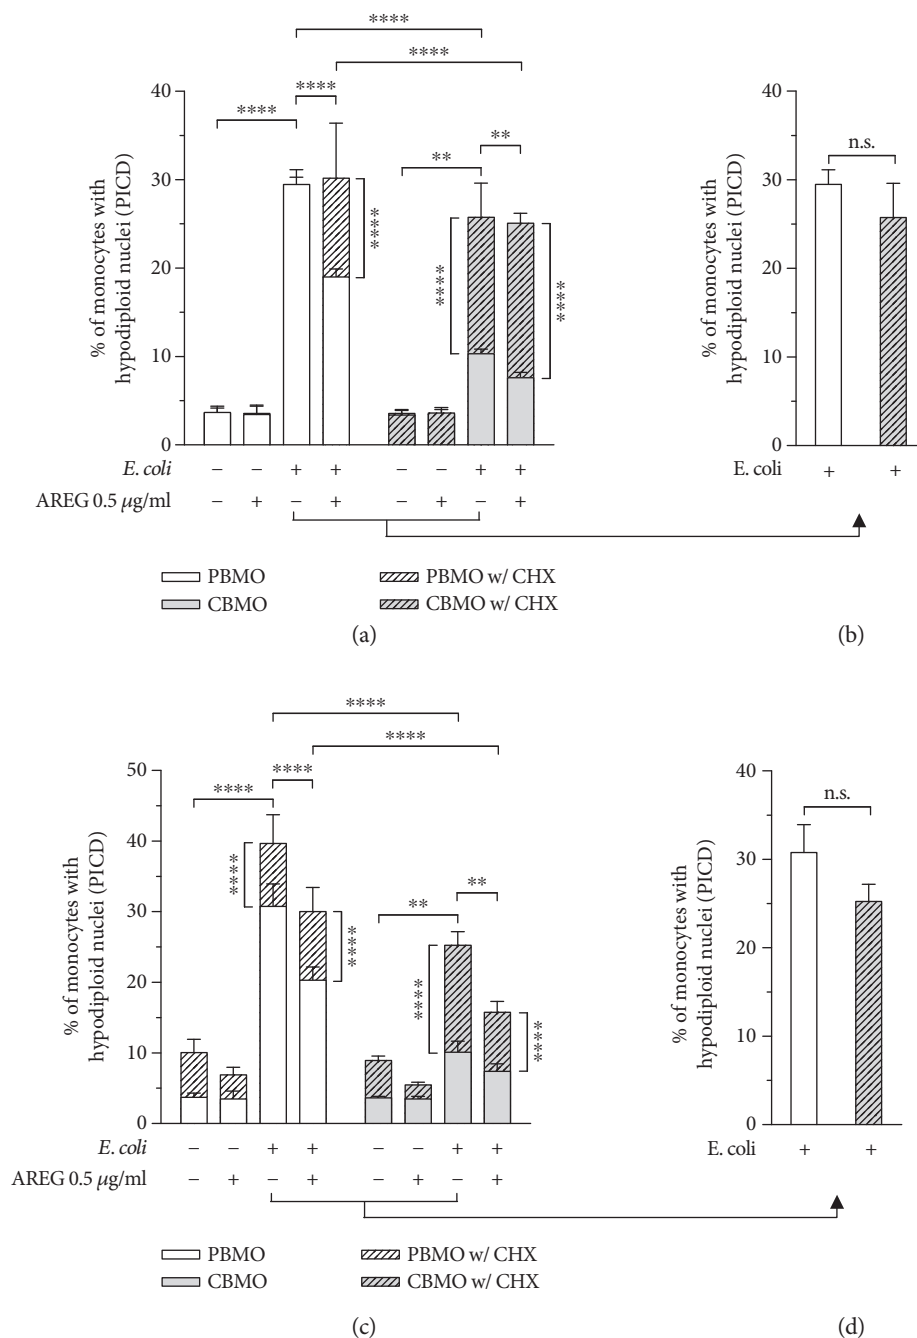 ****
****
****
****
**
**
****
****
****
% of monocytes with
hypodiploid nuclei (PICD)
40
30
20
10
0
E. coli – – + + – – + +
AREG 0.5 μg/ml – + – + – + – +
PBMO
PBMO w/ CHX
CBMO
CBMO w/ CHX
(a)
% of monocytes with
hypodiploid nuclei (PICD)
40
30
20
10
0
n.s.
E. coli + +
(b)
****
****
****
****
**
**
****
****
****
****
% of monocytes with
hypodiploid nuclei (PICD)
50
40
30
20
10
0
E. coli – – + + – – + +
AREG 0.5 μg/ml – + – + – + – +
PBMO
PBMO w/ CHX
CBMO
CBMO w/ CHX
(c)
% of monocytes with
hypodiploid nuclei (PICD)
40
30
20
10
0
n.s.
E. coli + +
(d)